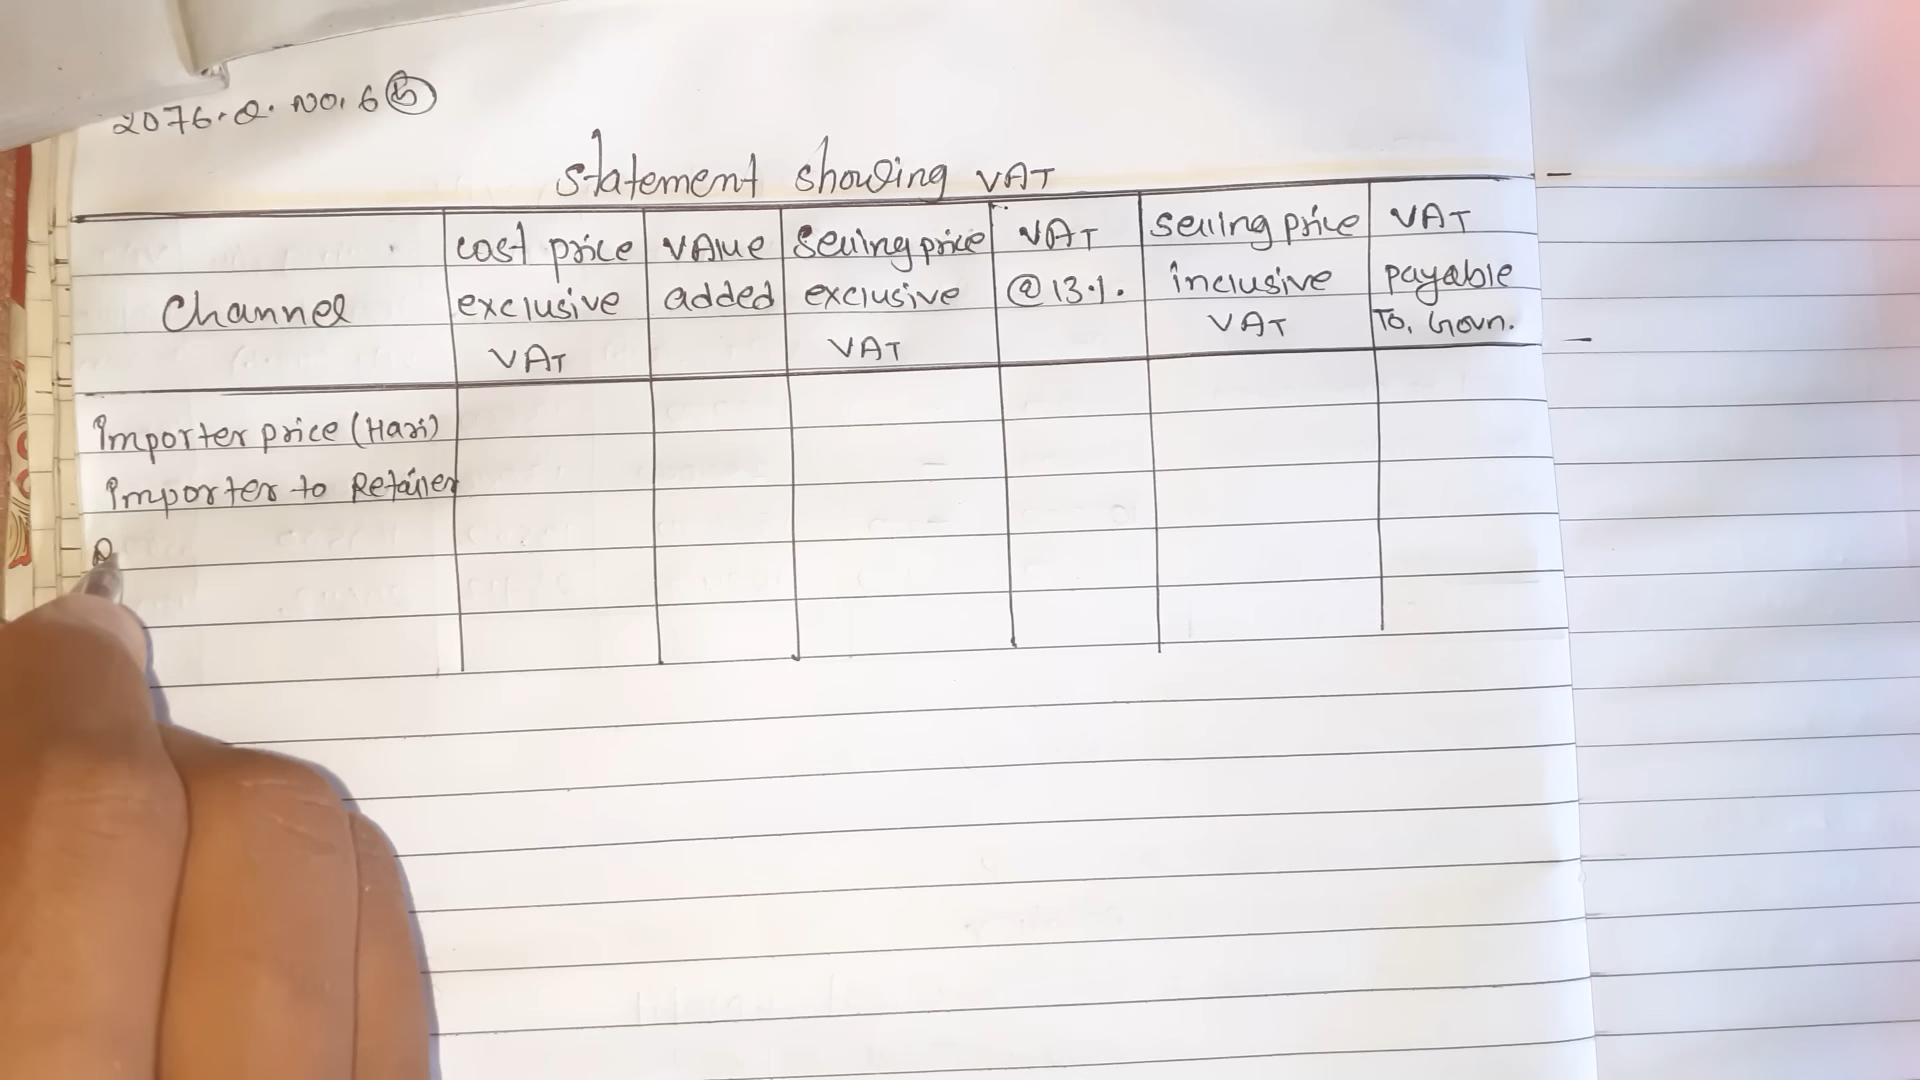 2076. Q. NO. 6 b
Statement showing VAT
Channel
cost price
exclusive
VAT
value
added
selling price
exclusive
VAT
VAT
@ 13%.
selling price
inclusive
VAT
VAT
payable
To, Govn.
Importer price (Hari)
Importer to Retailer
R